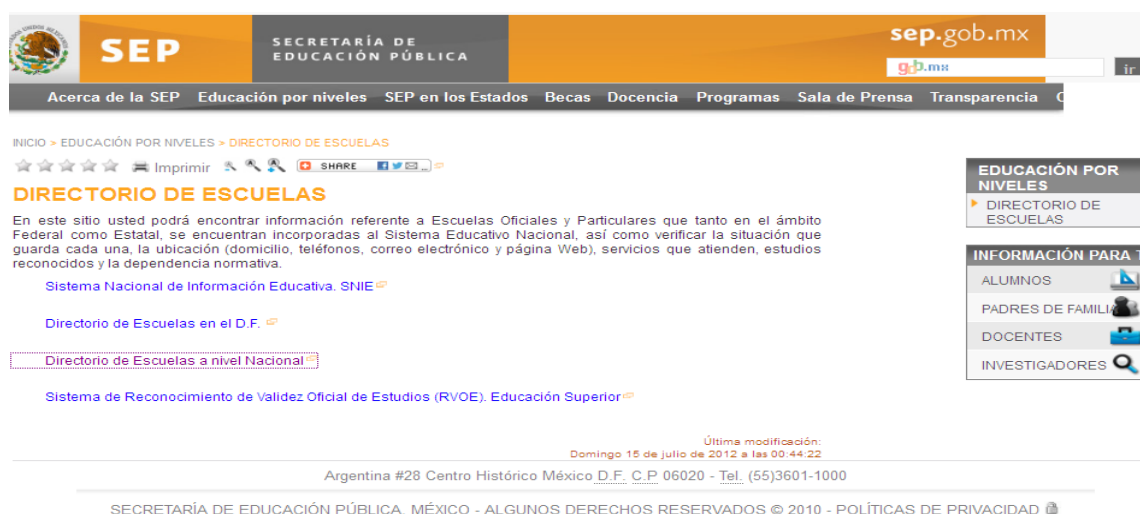 SEP
SECRETARÍA DE
EDUCACIÓN PÚBLICA
sep.gob.mx
gob.mx
ir
Acerca de la SEP Educación por niveles SEP en los Estados Becas Docencia Programas Sala de Prensa Transparencia
INICIO > EDUCACIÓN POR NIVELES > DIRECTORIO DE ESCUELAS
Imprimir SHARE
DIRECTORIO DE ESCUELAS
En este sitio usted podrá encontrar información referente a Escuelas Oficiales y Particulares que tanto en el ámbito
Federal como Estatal, se encuentran incorporadas al Sistema Educativo Nacional, así como verificar la situación que
guarda cada una, la ubicación (domicilio, teléfonos, correo electrónico y página Web), servicios que atienden, estudios
reconocidos y la dependencia normativa.
Sistema Nacional de Información Educativa. SNIE
Directorio de Escuelas en el D.F.
Directorio de Escuelas a nivel Nacional
Sistema de Reconocimiento de Validez Oficial de Estudios (RVOE). Educación Superior
EDUCACIÓN POR
NIVELES
DIRECTORIO DE
ESCUELAS
INFORMACIÓN PARA
ALUMNOS
PADRES DE FAMILIA
DOCENTES
INVESTIGADORES
Última modificación:
Domingo 15 de julio de 2012 a las 00:44:22
Argentina #28 Centro Histórico México D.F. C.P 06020 - Tel. (55)3601-1000
SECRETARÍA DE EDUCACIÓN PÚBLICA, MÉXICO - ALGUNOS DERECHOS RESERVADOS © 2010 - POLÍTICAS DE PRIVACIDAD